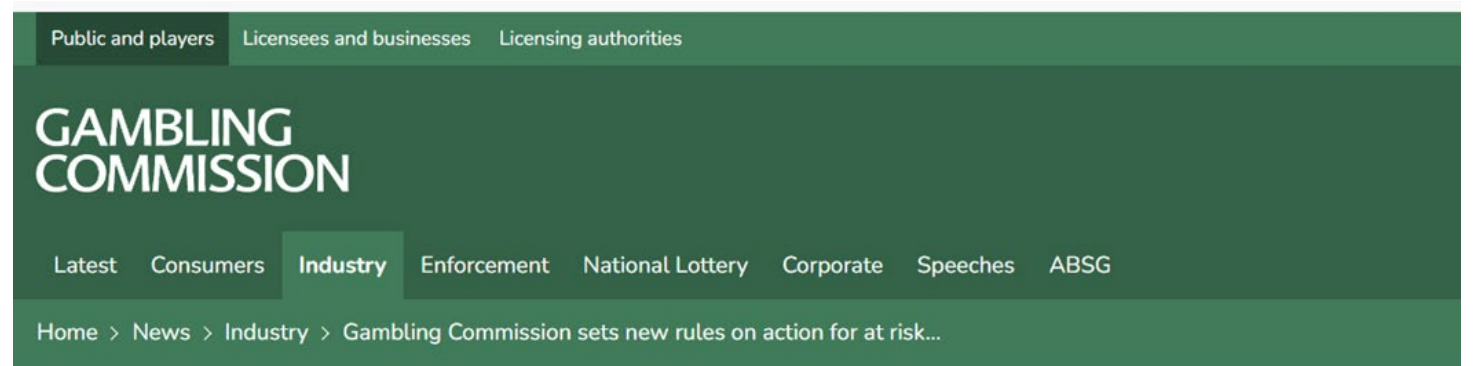 Public and players Licensees and businesses Licensing authorities
GAMBLING
COMMISSION
Latest Consumers Industry Enforcement National Lottery Corporate Speeches ABSG
Home > News > Industry > Gambling Commission sets new rules on action for at risk...